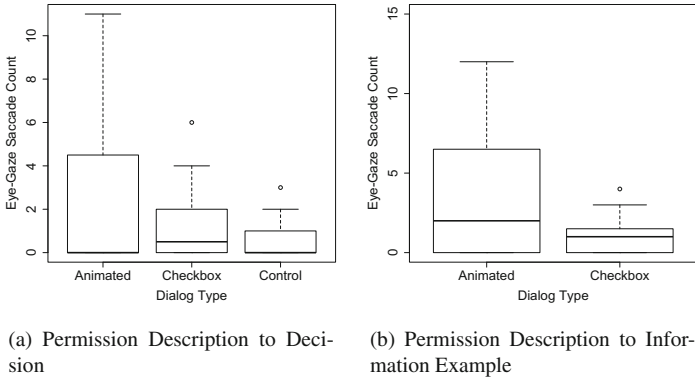 Eye-Gaze Saccade Count
10
8
6
4
2
0
Animated Checkbox Control
Dialog Type
(a) Permission Description to Deci-
sion
Eye-Gaze Saccade Count
15
10
5
0
Animated Checkbox
Dialog Type
(b) Permission Description to Infor-
mation Example